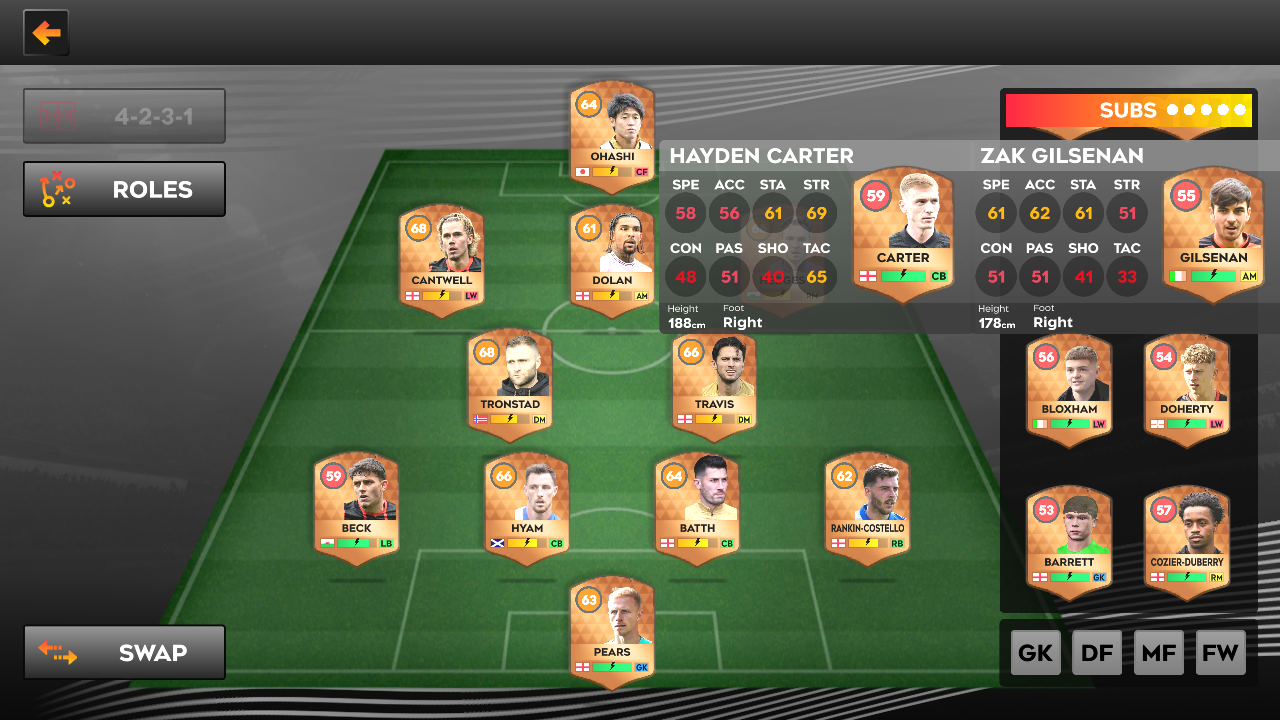 4-2-3-1
ROLES
SUBS
64
OHASHI
CF
HAYDEN CARTER
SPE ACC STA STR
58 56 61 69
CON PAS SHO TAC
48 51 40 65
Height Foot
188cm Right
59
CARTER
CB
ZAK GILSENAN
SPE ACC STA STR
61 62 61 51
CON PAS SHO TAC
51 51 41 33
Height Foot
178cm Right
55
GILSENAN
AM
68
CANTWELL
LW
61
DOLAN
AM
68
TRONSTAD
DM
66
TRAVIS
DM
56
BLOXHAM
LW
54
DOHERTY
LW
59
BECK
LB
66
HYAM
CB
64
BATTH
CB
62
RANKIN-COSTELLO
RB
53
BARRETT
GK
57
COZIER-DUBERRY
RM
63
PEARS
GK
SWAP
GK DF MF FW